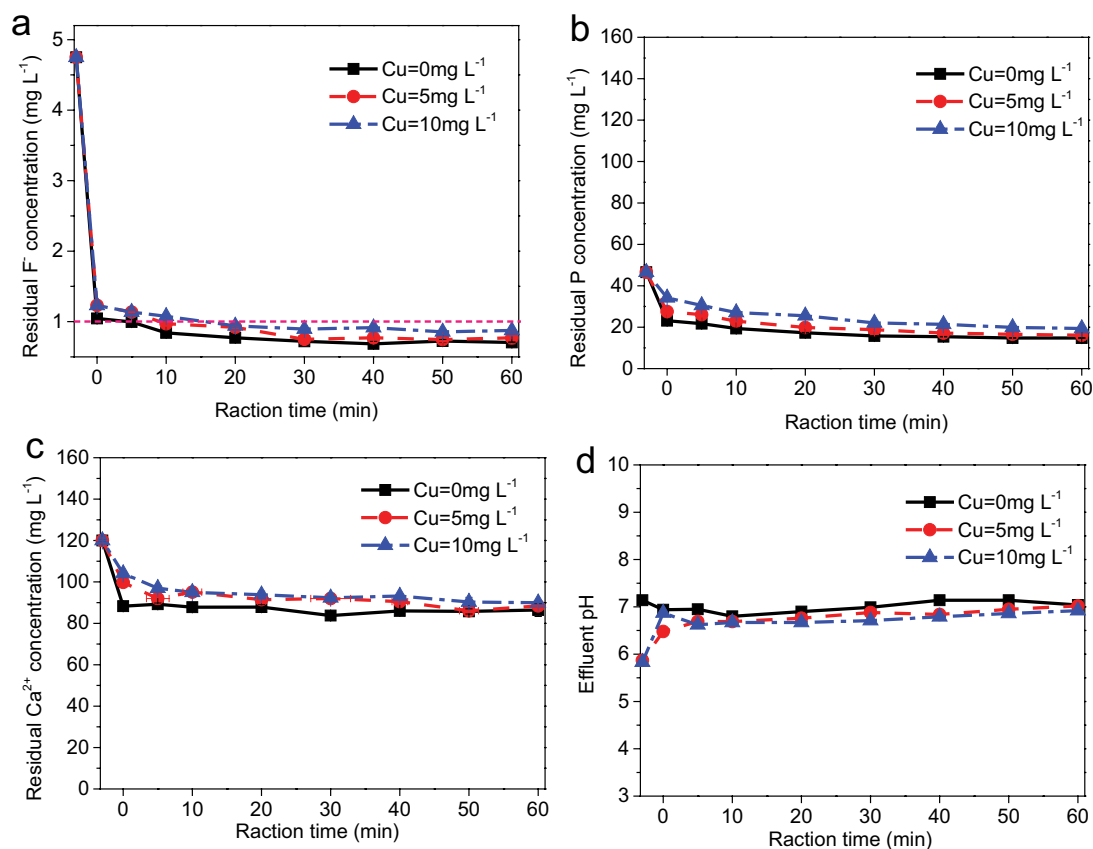 a
5
4
3
2
1
Residual F⁻ concentration (mg L⁻¹)
Cu=0mg L⁻¹
Cu=5mg L⁻¹
Cu=10mg L⁻¹
0 10 20 30 40 50 60
Raction time (min)
b
160
140
120
100
80
60
40
20
0
Residual P concentration (mg L⁻¹)
Cu=0mg L⁻¹
Cu=5mg L⁻¹
Cu=10mg L⁻¹
0 10 20 30 40 50 60
Raction time (min)
c
160
140
120
100
80
60
40
20
0
Residual Ca²⁺ concentration (mg L⁻¹)
Cu=0mg L⁻¹
Cu=5mg L⁻¹
Cu=10mg L⁻¹
0 10 20 30 40 50 60
Raction time (min)
d
10
9
8
7
6
5
4
3
Effluent pH
Cu=0mg L⁻¹
Cu=5mg L⁻¹
Cu=10mg L⁻¹
0 10 20 30 40 50 60
Raction time (min)